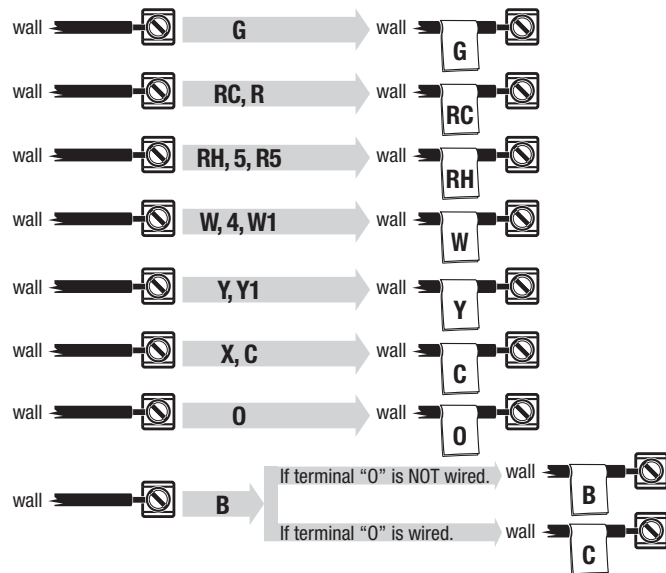 wall G wall G
wall RC, R wall RC
wall RH, 5, R5 wall RH
wall W, 4, W1 wall W
wall Y, Y1 wall Y
wall X, C wall C
wall O wall O
If terminal “O” is NOT wired. wall B
wall B
If terminal “O” is wired. wall C